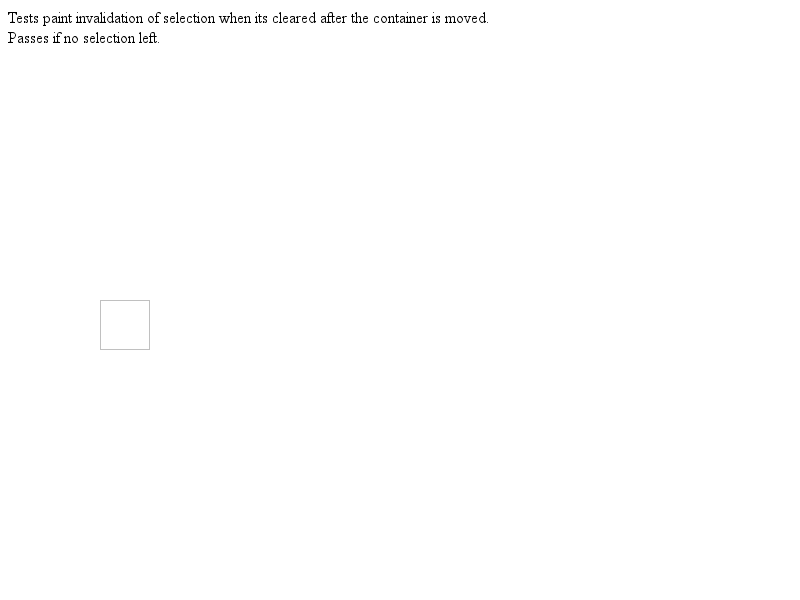 Tests paint invalidation of selection when its cleared after the container is moved.
Passes if no selection left.